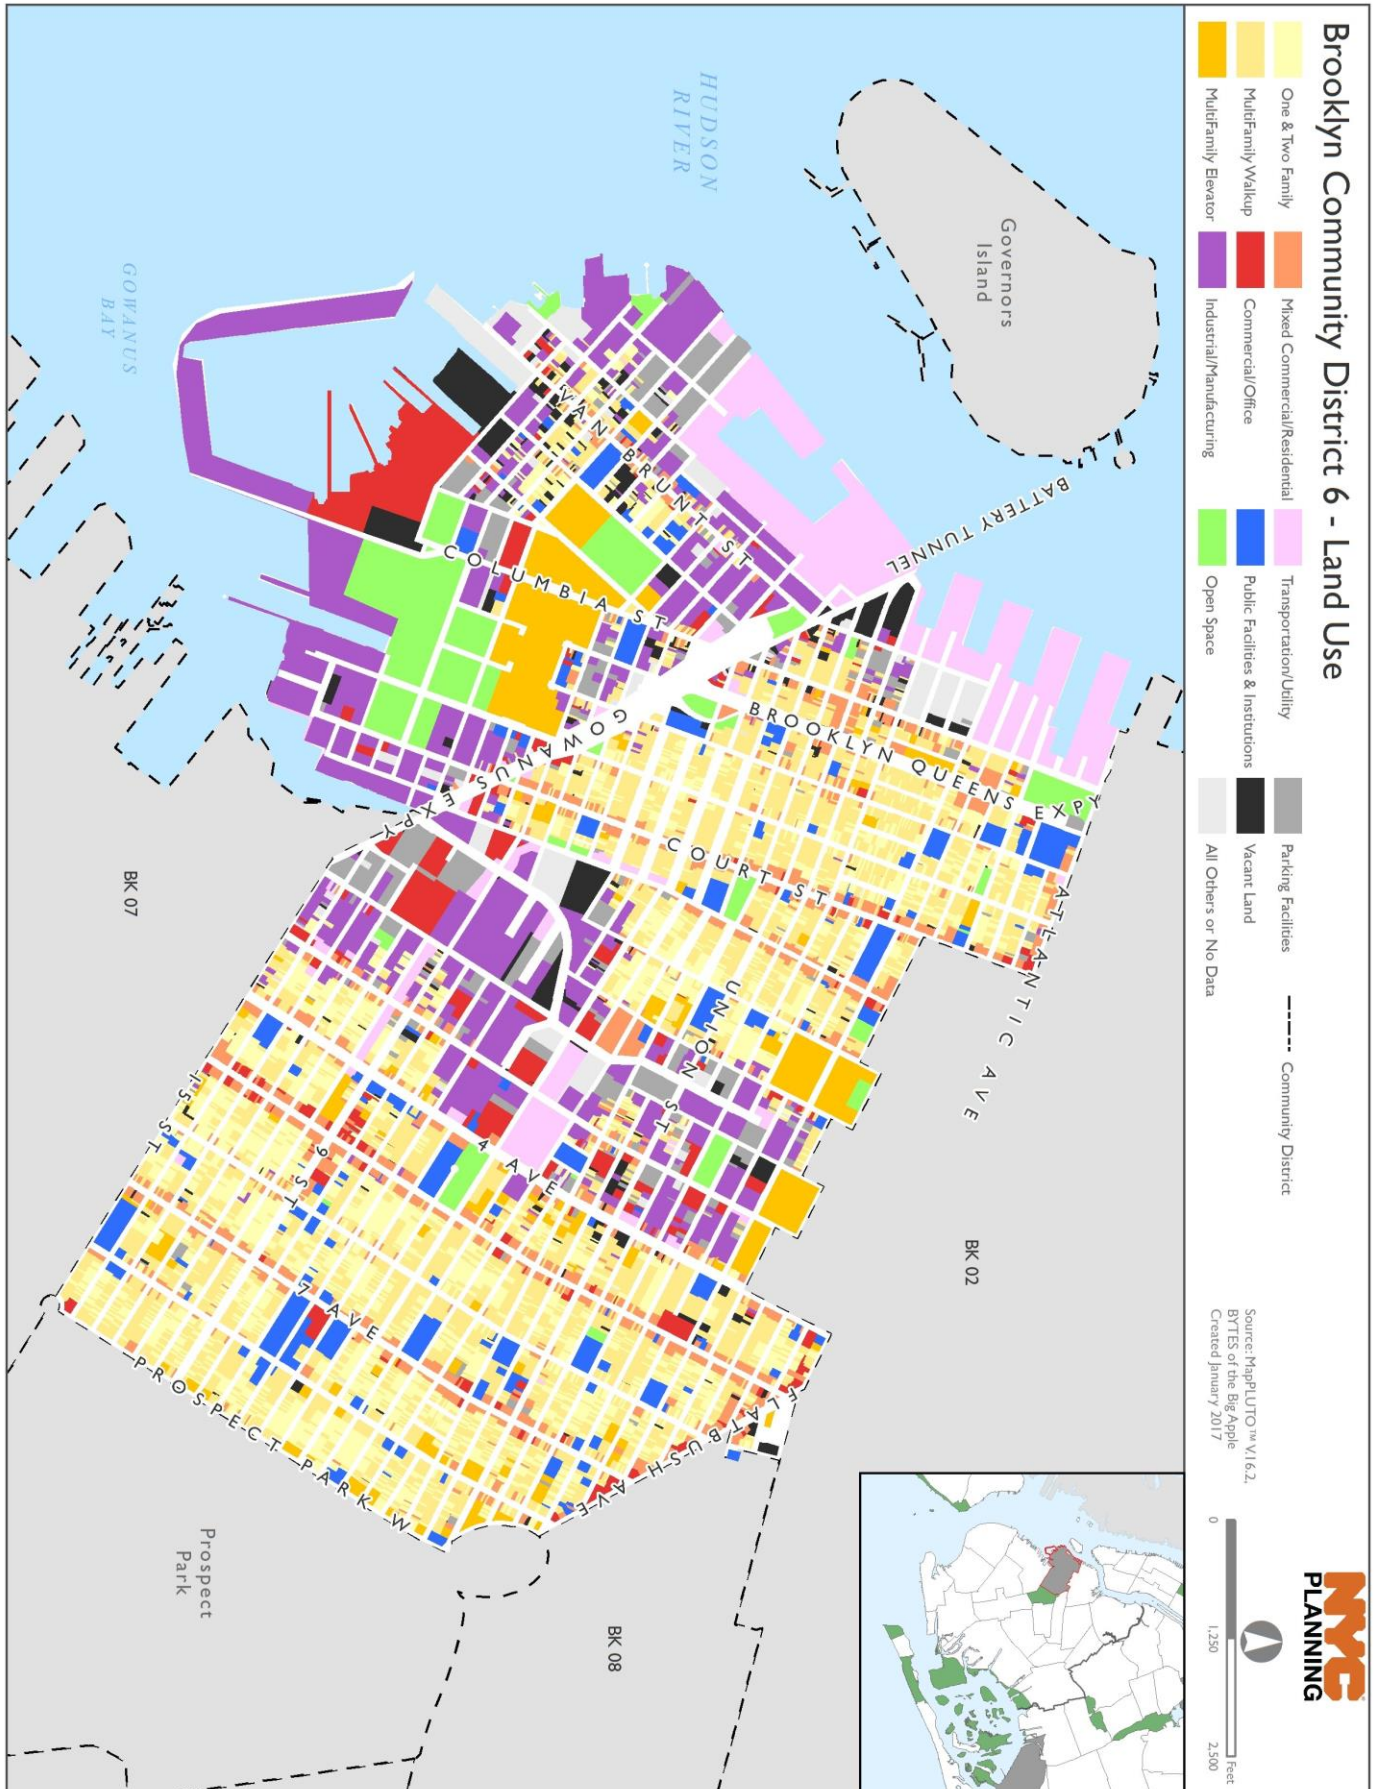 Brooklyn Community District 6 - Land Use
One & Two Family
MultiFamily Walkup
MultiFamily Elevator
Mixed Commercial/Residential
Commercial/Office
Industrial/Manufacturing
Transportation/Utility
Public Facilities & Institutions
Open Space
Parking Facilities
Vacant Land
All Others or No Data
Community District
Source: MapPLUTO™ V.16.2,
BYTES of the Big Apple
Created January 2017
NYC
PLANNING
0 1,250 2,500
Feet
Governors
Island
HUDSON
RIVER
GOWANUS
BAY
BATTERY TUNNEL
VAN BRUNT ST
COLUMBIA ST
BROOKLYN QUEENS EXPY
GOWANUS EXPY
COURT ST
ATLANTIC AVE
UNION ST
4 AVE
9 ST
15 ST
7 AVE
FLATBUSH AVE
PROSPECT PARK W
BK 07
BK 02
BK 08
Prospect
Park